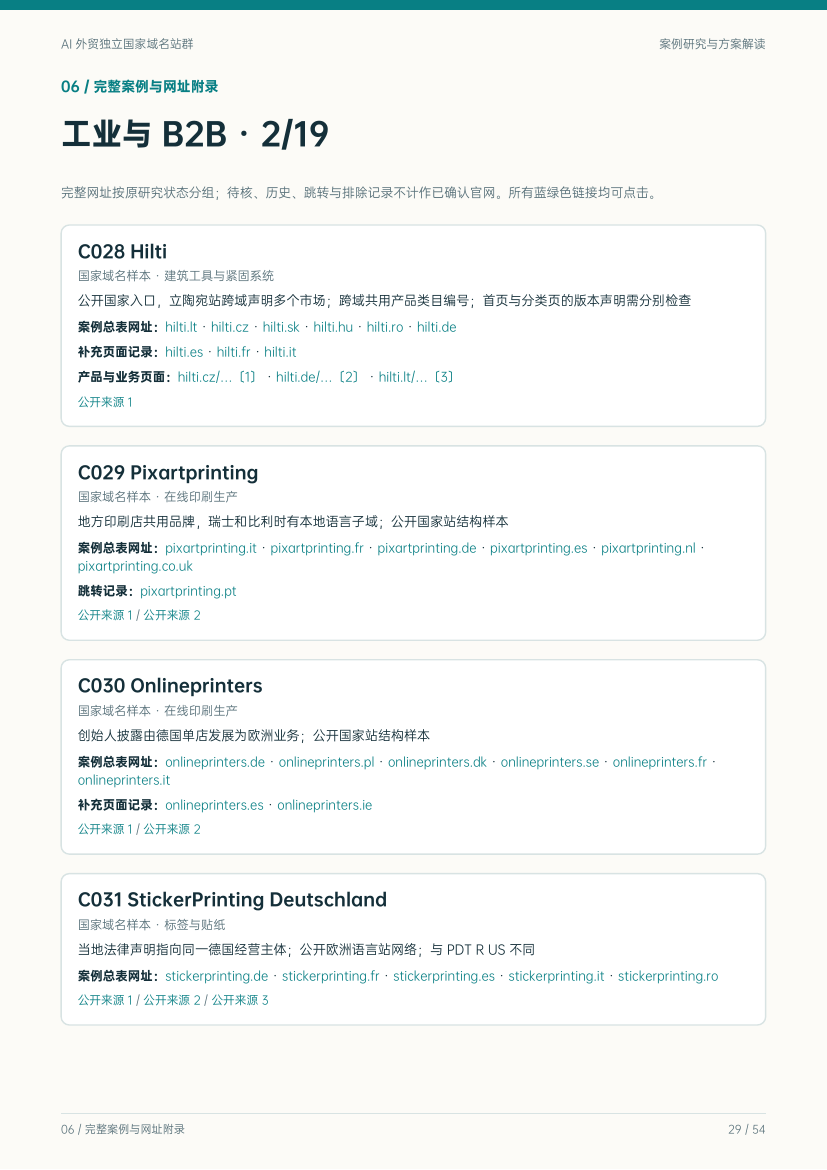 AI 外贸独立国家域名站群
案例研究与方案解读
06 / 完整案例与网址附录
工业与 B2B · 2/19
完整网址按原研究状态分组；待核、历史、跳转与排除记录不计作已确认官网。所有蓝绿色链接均可点击。
C028 Hilti
国家域名样本 · 建筑工具与紧固系统
公开国家入口，立陶宛站跨域声明多个市场；跨域共用产品类目编号；首页与分类页的版本声明需分别检查
案例总表网址：hilti.lt · hilti.cz · hilti.sk · hilti.hu · hilti.ro · hilti.de
补充页面记录：hilti.es · hilti.fr · hilti.it
产品与业务页面：hilti.cz/…〔1〕 · hilti.de/…〔2〕 · hilti.lt/…〔3〕
公开来源 1
C029 Pixartprinting
国家域名样本 · 在线印刷生产
地方印刷店共用品牌，瑞士和比利时有本地语言子域；公开国家站结构样本
案例总表网址：pixartprinting.it · pixartprinting.fr · pixartprinting.de · pixartprinting.es · pixartprinting.nl ·
pixartprinting.co.uk
跳转记录：pixartprinting.pt
公开来源 1 / 公开来源 2
C030 Onlineprinters
国家域名样本 · 在线印刷生产
创始人披露由德国单店发展为欧洲业务；公开国家站结构样本
案例总表网址：onlineprinters.de · onlineprinters.pl · onlineprinters.dk · onlineprinters.se · onlineprinters.fr ·
onlineprinters.it
补充页面记录：onlineprinters.es · onlineprinters.ie
公开来源 1 / 公开来源 2
C031 StickerPrinting Deutschland
国家域名样本 · 标签与贴纸
当地法律声明指向同一德国经营主体；公开欧洲语言站网络；与 PDT R US 不同
案例总表网址：stickerprinting.de · stickerprinting.fr · stickerprinting.es · stickerprinting.it · stickerprinting.ro
公开来源 1 / 公开来源 2 / 公开来源 3
06 / 完整案例与网址附录
29 / 54